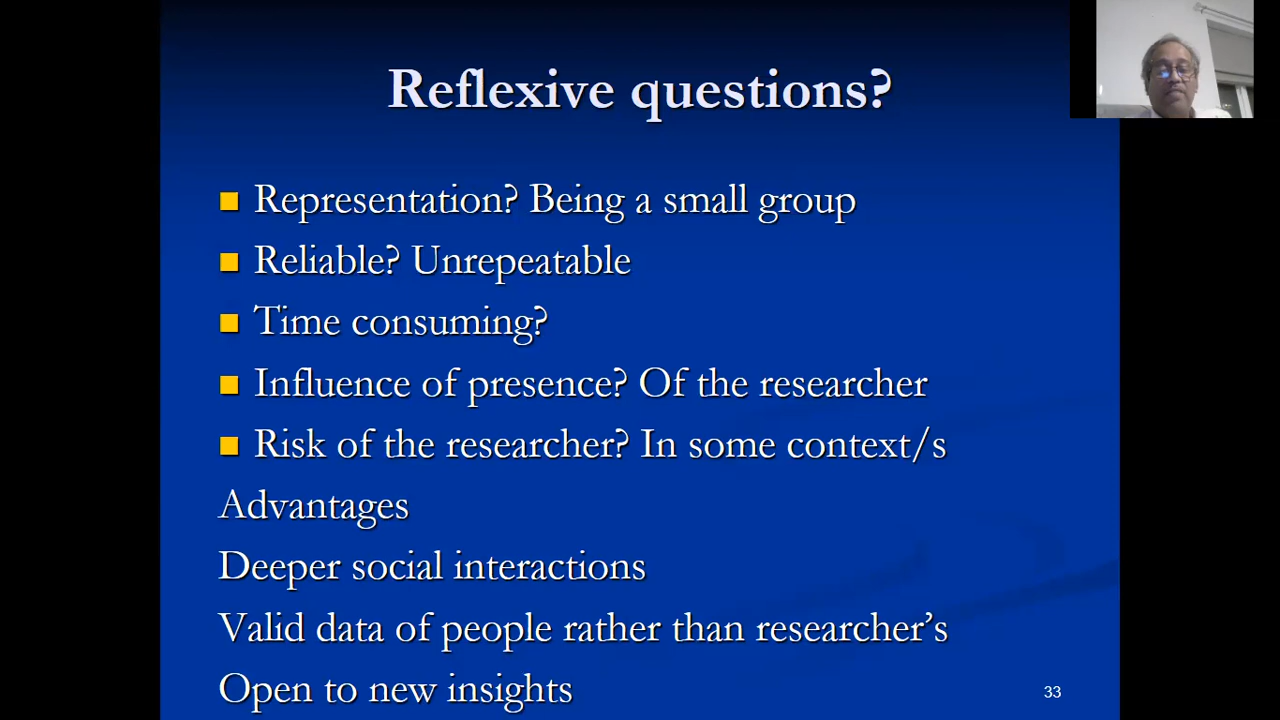 Reflexive questions?
Representation? Being a small group
Reliable? Unrepeatable
Time consuming?
Influence of presence? Of the researcher
Risk of the researcher? In some context/s
Advantages
Deeper social interactions
Valid data of people rather than researcher’s
Open to new insights
33